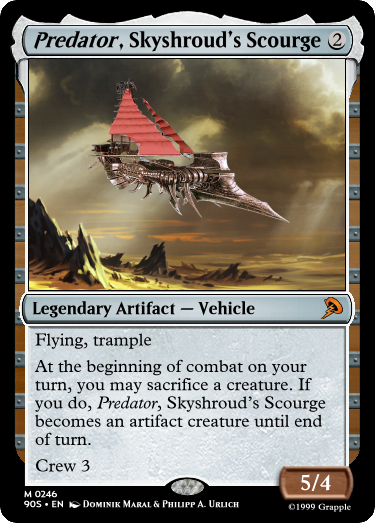 Predator, Skyshroud's Scourge 2
Legendary Artifact — Vehicle
Flying, trample
At the beginning of combat on your
turn, you may sacrifice a creature. If
you do, Predator, Skyshroud's Scourge
becomes an artifact creature until end
of turn.
Crew 3
5/4
M 0246
90S • EN DOMINIK MARAL & PHILIPP A. URLICH
©1999 Grapple